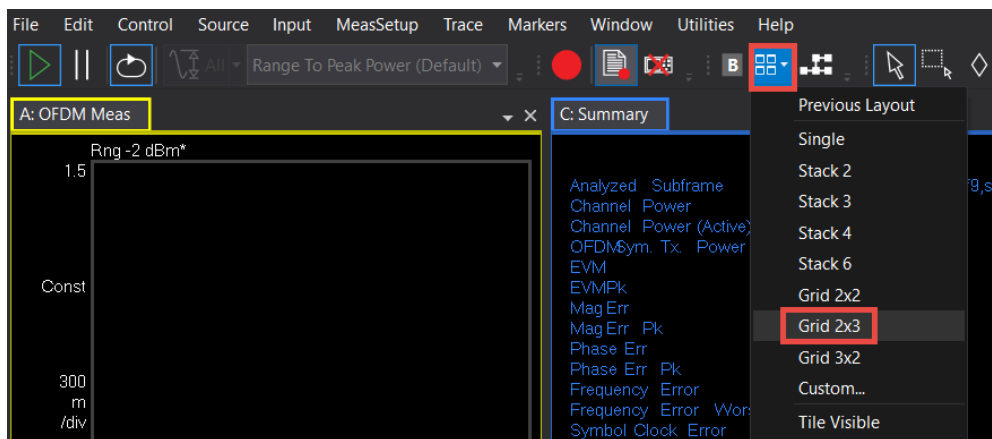 File Edit Control Source Input MeasSetup Trace Markers Window Utilities Help
All Range To Peak Power (Default) B
A: OFDM Meas
Rng -2 dBm*
1.5
Const
300
m
/div
C: Summary
Analyzed Subframe
Channel Power
Channel Power (Active)
OFDMSym. Tx. Power
EVM
EVMPk
Mag Err
Mag Err Pk
Phase Err
Phase Err Pk
Frequency Error
Frequency Error Wor
Symbol Clock Error
Previous Layout
Single
Stack 2
Stack 3
Stack 4
Stack 6
Grid 2x2
Grid 2x3
Grid 3x2
Custom...
Tile Visible